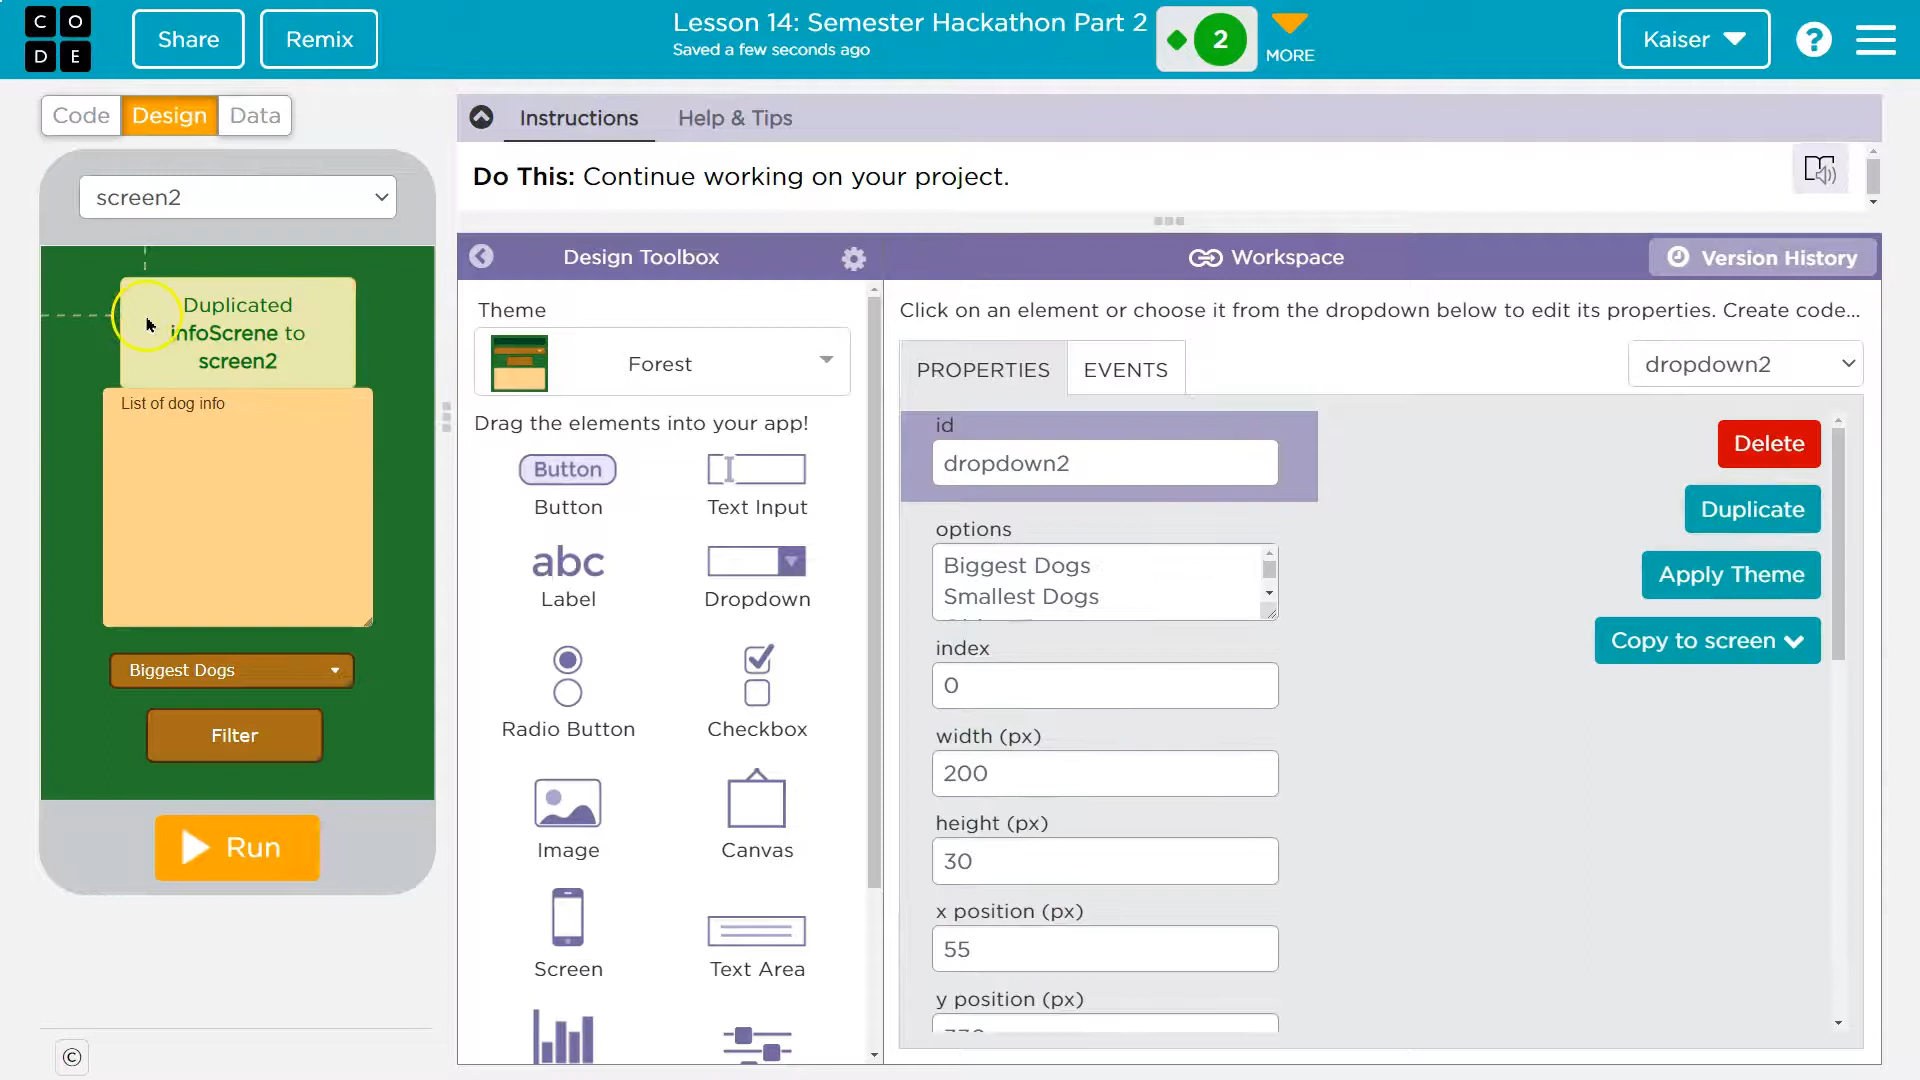 C O
D E
Share
Remix
Lesson 14: Semester Hackathon Part 2
Saved a few seconds ago
2
MORE
Kaiser
?
Code
Design
Data
Instructions
Help & Tips
Do This: Continue working on your project.
screen2
Duplicated
infoScrene to
screen2
List of dog info
Biggest Dogs
Filter
Run
©
Design Toolbox
Theme
Forest
Drag the elements into your app!
Button
Button
Text Input
abc
Label
Dropdown
Radio Button
Checkbox
Image
Canvas
Screen
Text Area
Workspace
Version History
Click on an element or choose it from the dropdown below to edit its properties. Create code...
PROPERTIES
EVENTS
dropdown2
id
dropdown2
options
Biggest Dogs
Smallest Dogs
index
0
width (px)
200
height (px)
30
x position (px)
55
y position (px)
Delete
Duplicate
Apply Theme
Copy to screen